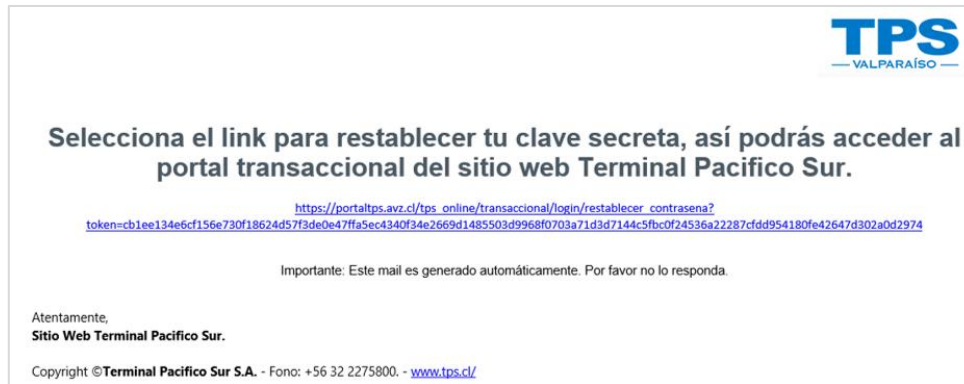 TPS
VALPARAÍSO
Selecciona el link para restablecer tu clave secreta, así podrás acceder al
portal transaccional del sitio web Terminal Pacifico Sur.
https://portaltps.avz.cl/tps_online/transaccional/login/restablecer_contrasena?
token=cb1ee134e6cf156e730f18624d57f3de0e47ffa5ec4340f34e2669d1485503d9968f0703a71d3d7144c5fbc0f24536a22287cfdd954180fe42647d302a0d2974
Importante: Este mail es generado automáticamente. Por favor no lo responda.
Atentamente,
Sitio Web Terminal Pacifico Sur.
Copyright ©Terminal Pacifico Sur S.A. - Fono: +56 32 2275800. - www.tps.cl/